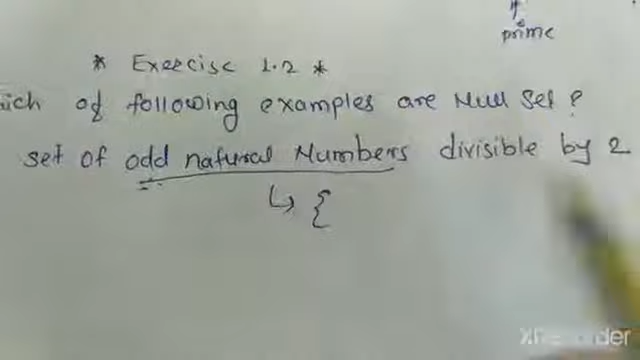 prime
* Exercise 1.2 *
of following examples are Null Set ?
set of odd natural Numbers divisible by 2
↳ {